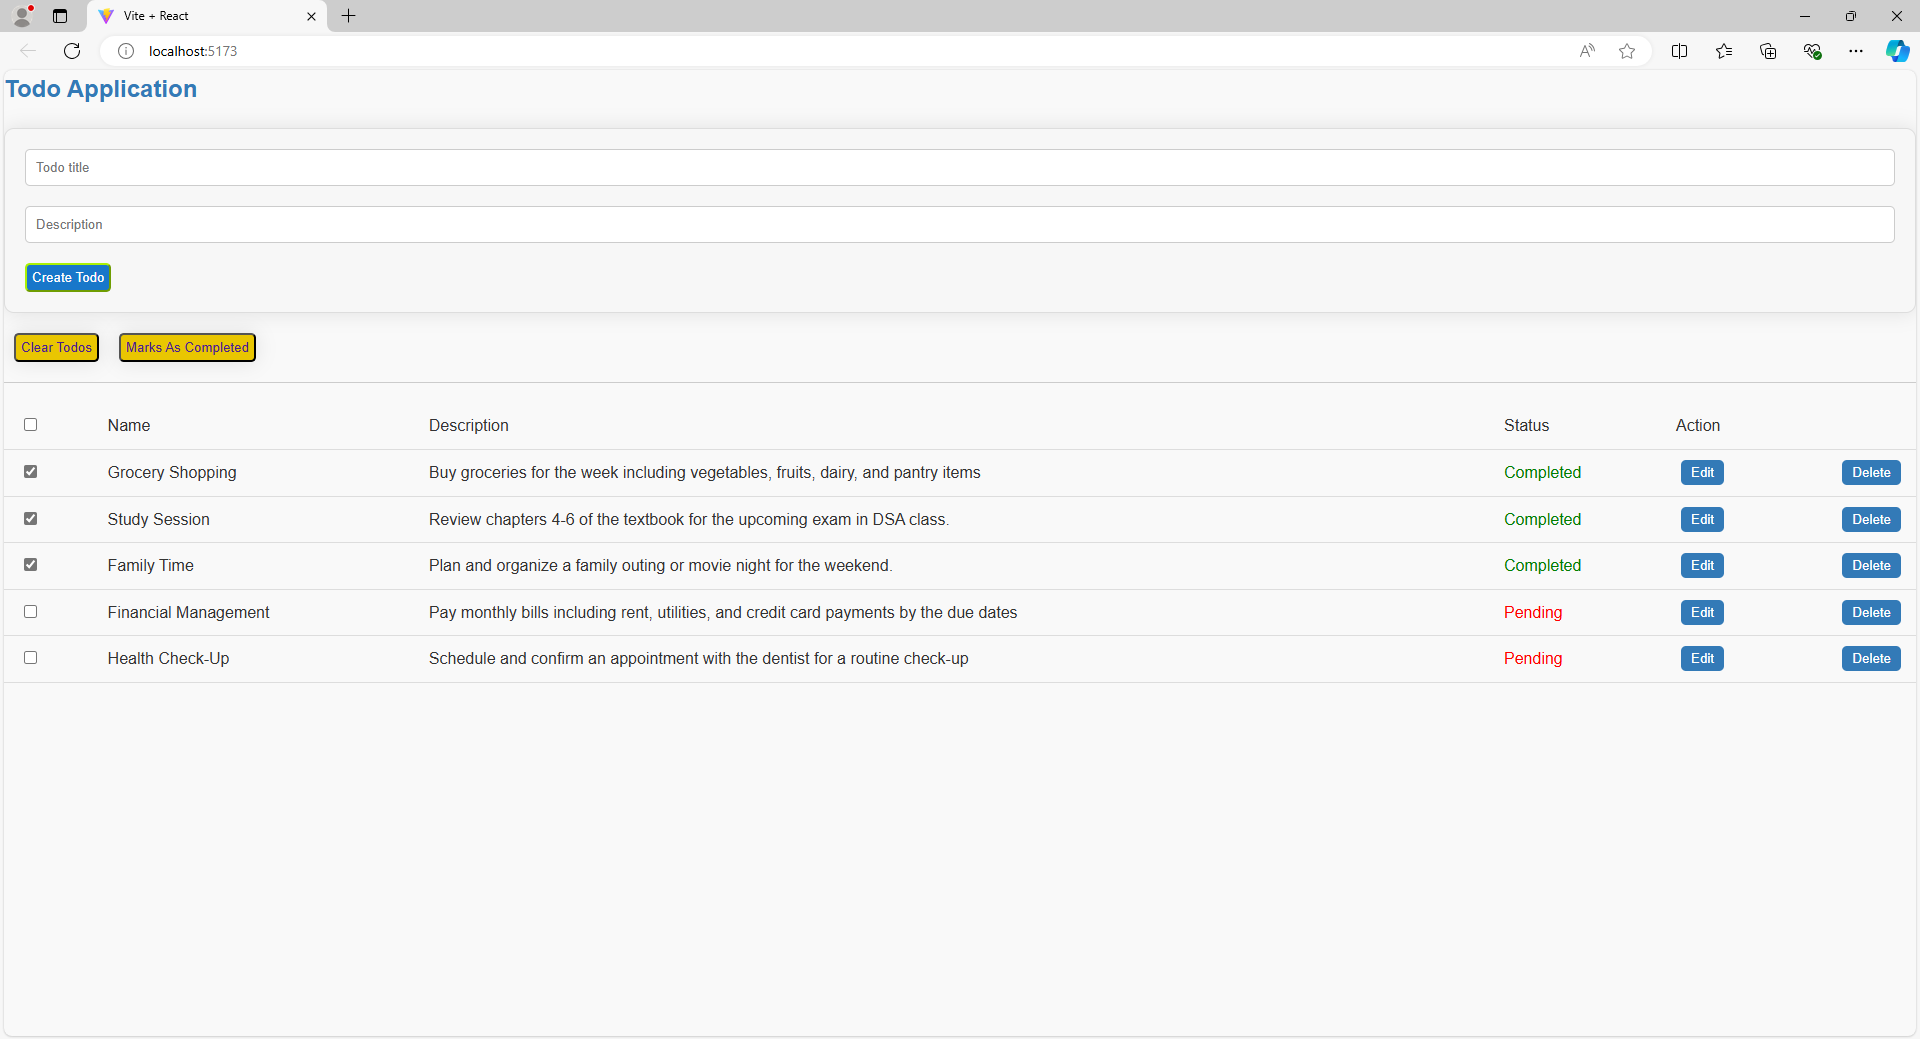 Vite + React
localhost:5173
Todo Application
Todo title
Description
Create Todo
Clear Todos Marks As Completed
Name Description Status Action
Grocery Shopping Buy groceries for the week including vegetables, fruits, dairy, and pantry items Completed Edit Delete
Study Session Review chapters 4-6 of the textbook for the upcoming exam in DSA class. Completed Edit Delete
Family Time Plan and organize a family outing or movie night for the weekend. Completed Edit Delete
Financial Management Pay monthly bills including rent, utilities, and credit card payments by the due dates Pending Edit Delete
Health Check-Up Schedule and confirm an appointment with the dentist for a routine check-up Pending Edit Delete